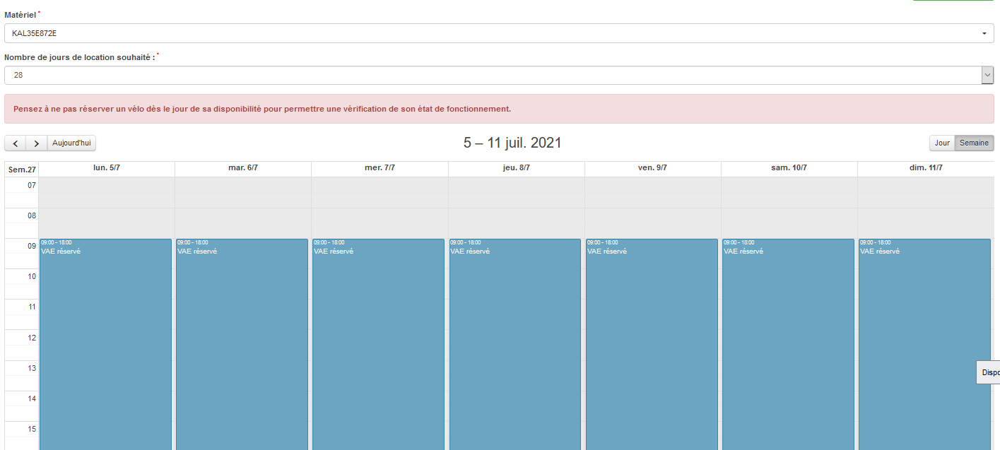 Matériel *
KAL35E872E
Nombre de jours de location souhaité : *
28
Pensez à ne pas réserver un vélo dès le jour de sa disponibilité pour permettre une vérification de son état de fonctionnement.
Aujourd'hui 5 – 11 juil. 2021 Jour Semaine
Sem.27 lun. 5/7 mar. 6/7 mer. 7/7 jeu. 8/7 ven. 9/7 sam. 10/7 dim. 11/7
07
08
09 09:00 - 18:00 09:00 - 18:00 09:00 - 18:00 09:00 - 18:00 09:00 - 18:00 09:00 - 18:00 09:00 - 18:00
VAE réservé VAE réservé VAE réservé VAE réservé VAE réservé VAE réservé VAE réservé
10
11
12
13
Dispo
14
15